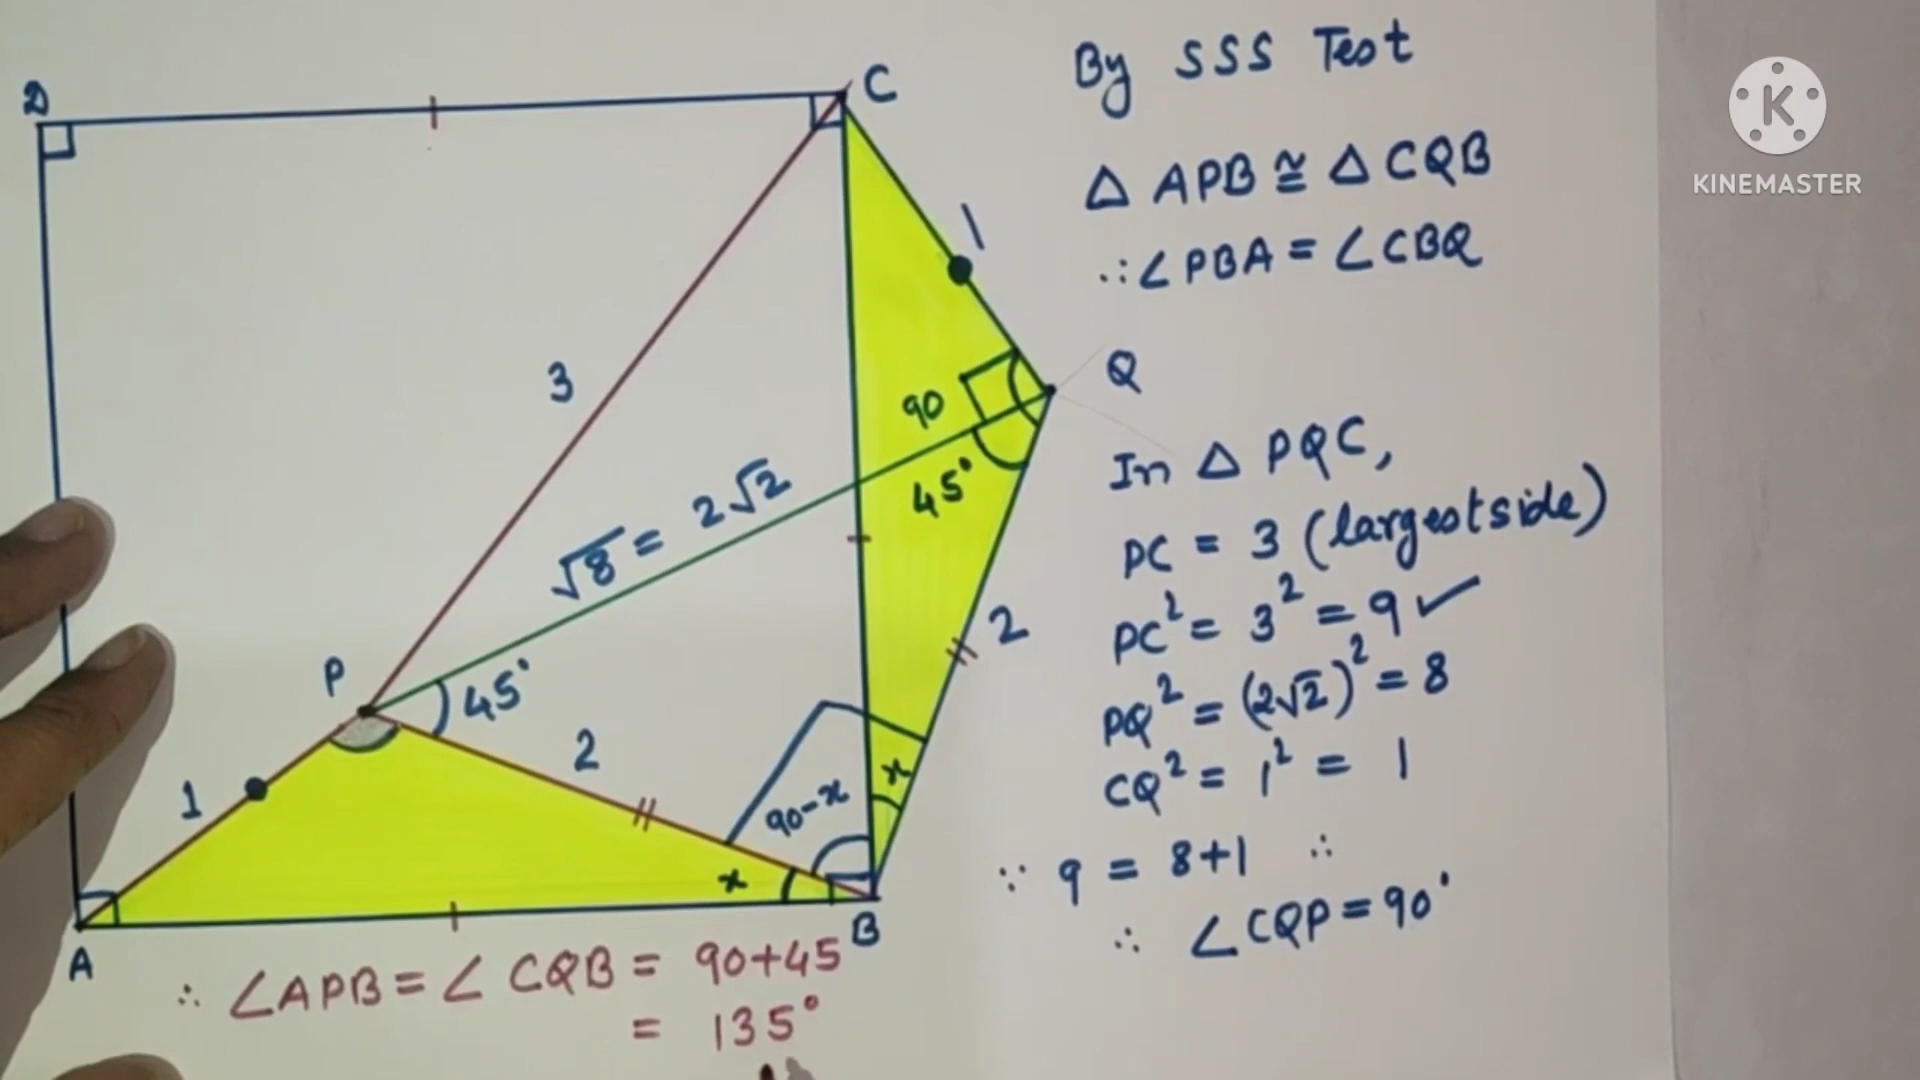 By SSS Test
△ APB ≅ △ CQB
∴ ∠PBA = ∠CBQ
In △ PQC,
PC = 3 (largest side)
PC² = 3² = 9 ✓
PQ² = (2√2)² = 8
CQ² = 1² = 1
∵ 9 = 8+1 ∴
∴ ∠CQP = 90°
D
C
1
Q
3
90
45°
√8 = 2√2
2
P
45°
2
1
90-x
x
x
A
B
∴ ∠APB = ∠CQB = 90+45
= 135°
K
KINEMASTER